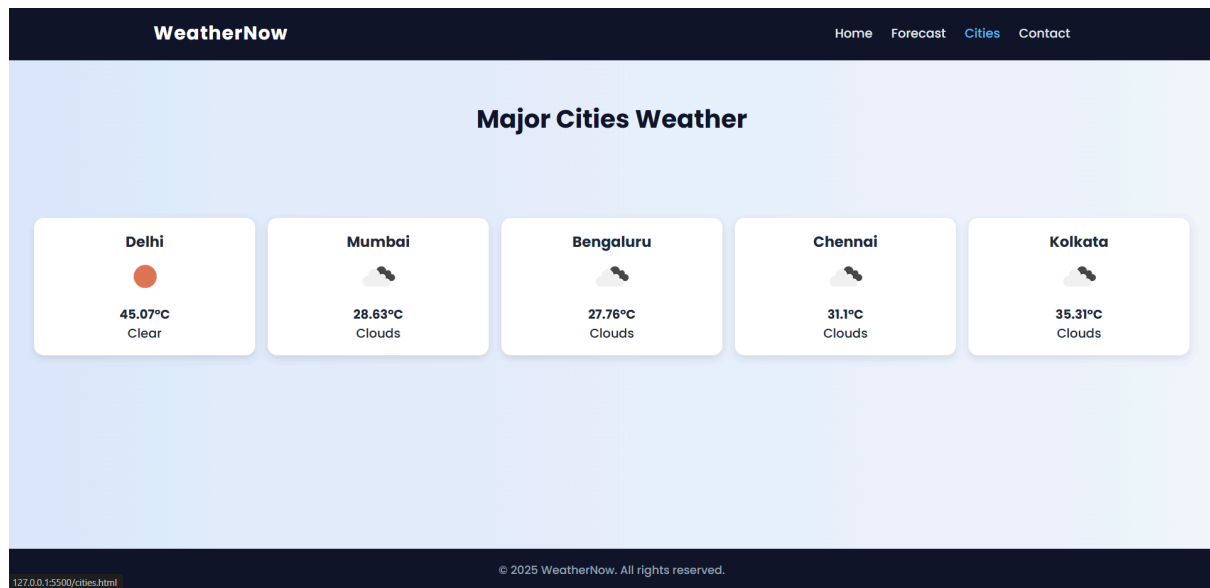 WeatherNow
Home Forecast Cities Contact
Major Cities Weather
Delhi
45.07°C
Clear
Mumbai
28.63°C
Clouds
Bengaluru
27.76°C
Clouds
Chennai
31.1°C
Clouds
Kolkata
35.31°C
Clouds
© 2025 WeatherNow. All rights reserved.
127.0.0.1:5500/cities.html